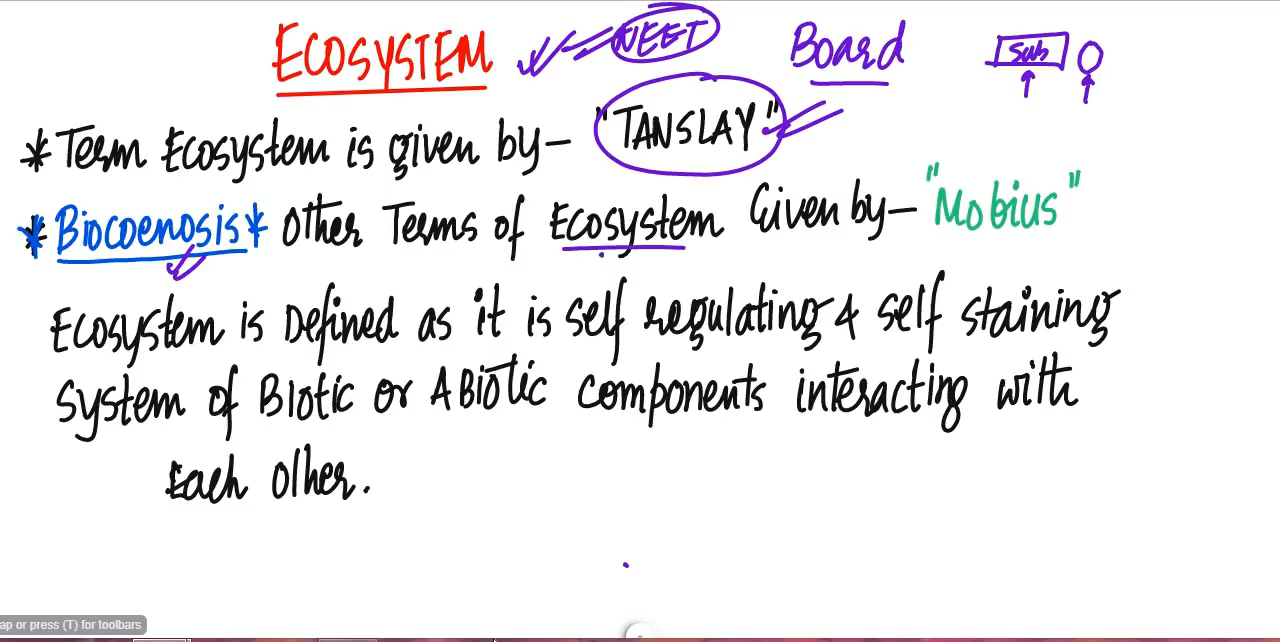 ECOSYSTEM NEET Board Sub O
* Term Ecosystem is given by - "TANSLAY"
* Biocoenosis * Other Terms of Ecosystem Given by - "Mobius"
Ecosystem is Defined as it is self regulating & self staining
System of Biotic or Abiotic components interacting with
Each other.
ap or press (T) for toolbars